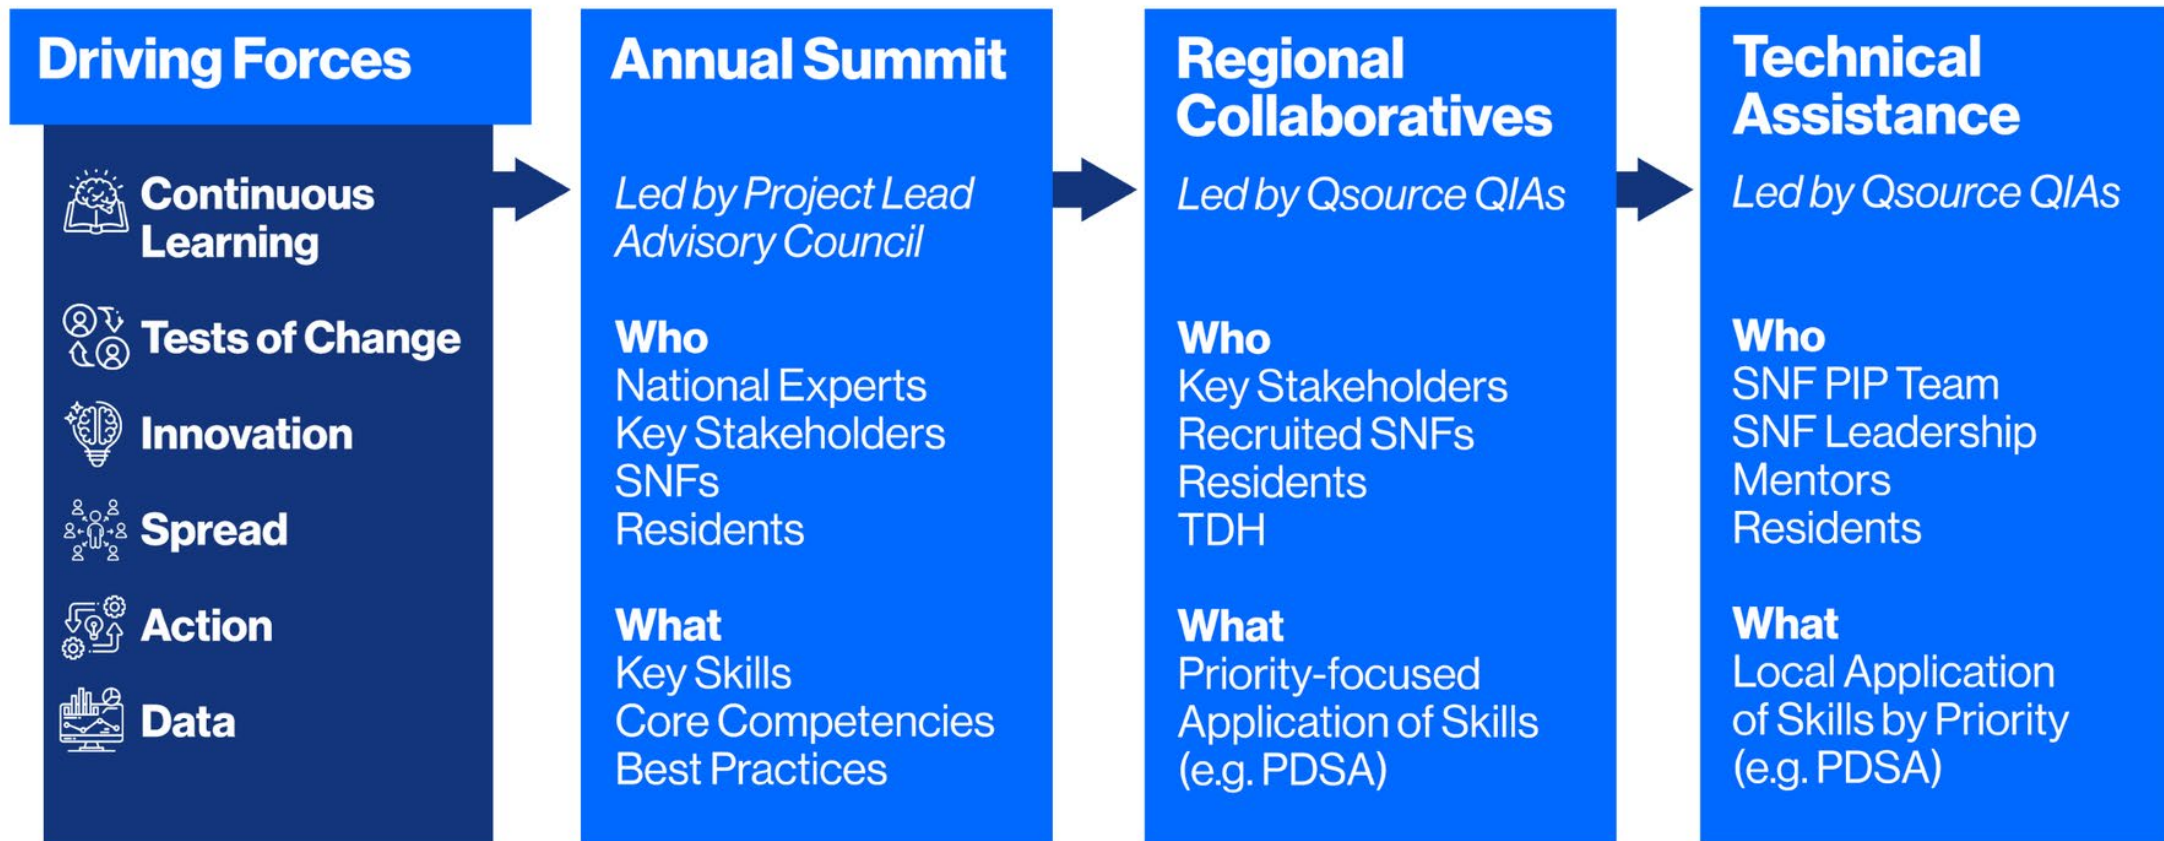 Driving Forces
Continuous
Learning
Tests of Change
Innovation
Spread
Action
Data
Annual Summit
Led by Project Lead
Advisory Council
Who
National Experts
Key Stakeholders
SNFs
Residents
What
Key Skills
Core Competencies
Best Practices
Regional
Collaboratives
Led by Qsource QIAs
Who
Key Stakeholders
Recruited SNFs
Residents
TDH
What
Priority-focused
Application of Skills
(e.g. PDSA)
Technical
Assistance
Led by Qsource QIAs
Who
SNF PIP Team
SNF Leadership
Mentors
Residents
What
Local Application
of Skills by Priority
(e.g. PDSA)